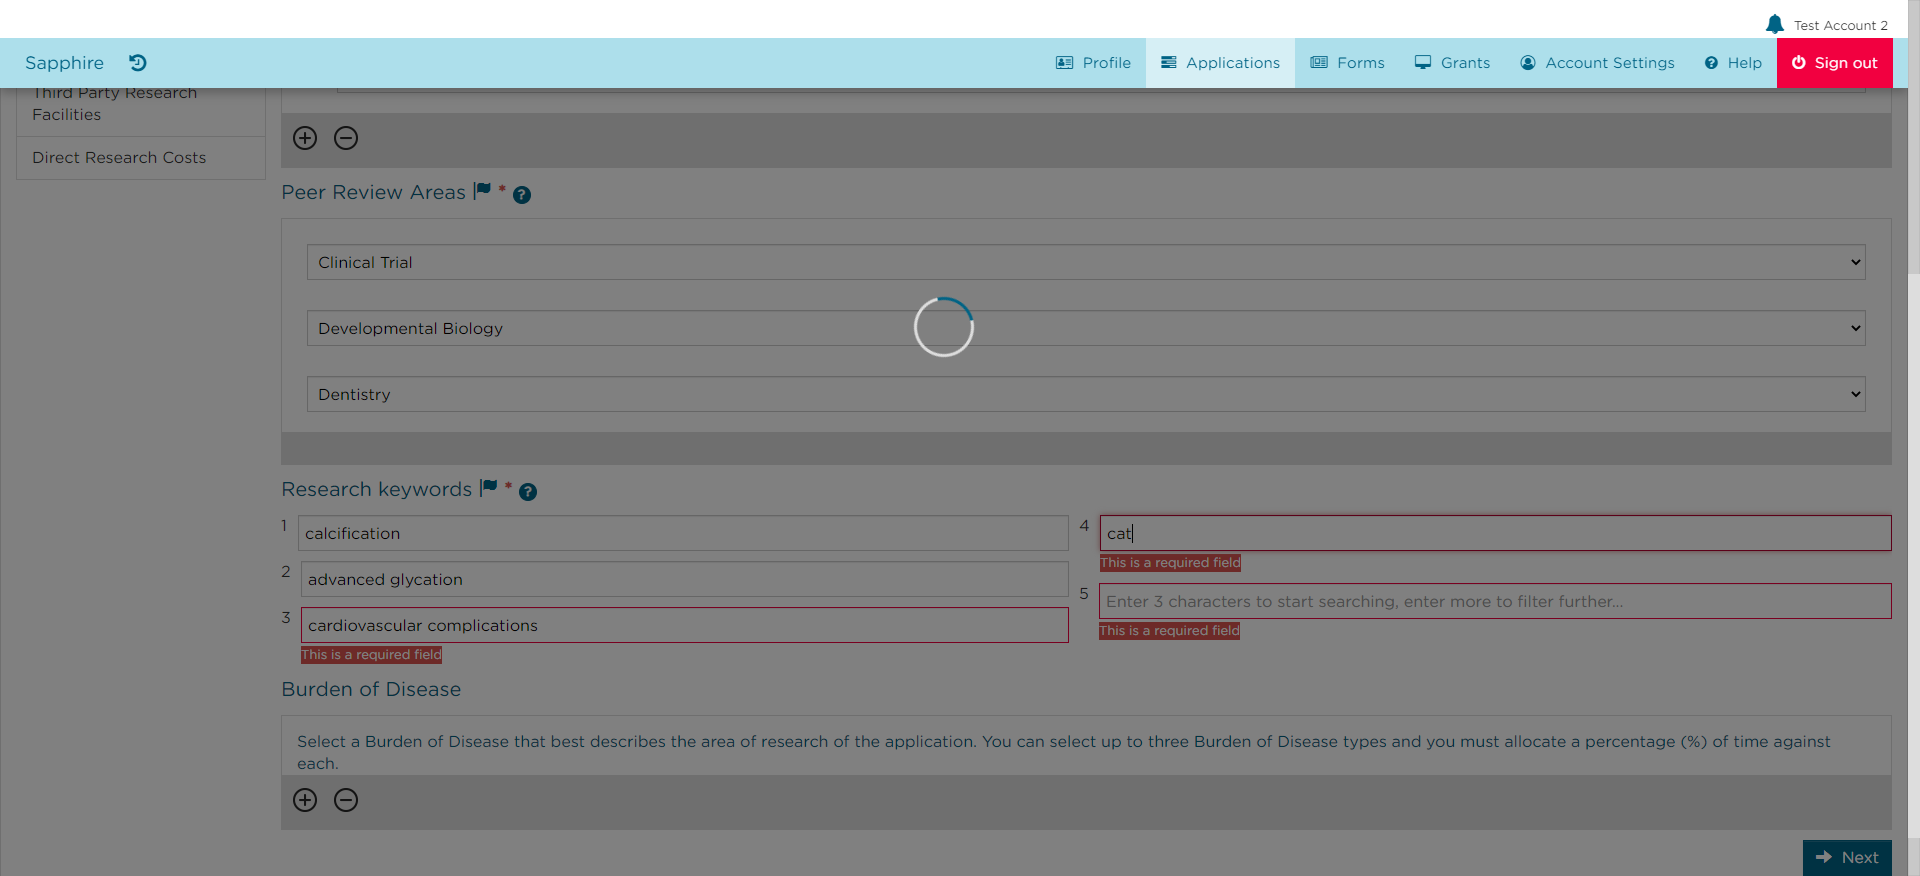 Test Account 2
Sapphire
Profile
Applications
Forms
Grants
Account Settings
Help
Sign out
Third Party Research
Facilities
Direct Research Costs
Peer Review Areas * ?
Clinical Trial
Developmental Biology
Dentistry
Research keywords * ?
1 calcification
2 advanced glycation
3 cardiovascular complications
This is a required field
4 cat
This is a required field
5 Enter 3 characters to start searching, enter more to filter further...
This is a required field
Burden of Disease
Select a Burden of Disease that best describes the area of research of the application. You can select up to three Burden of Disease types and you must allocate a percentage (%) of time against
each.
Next